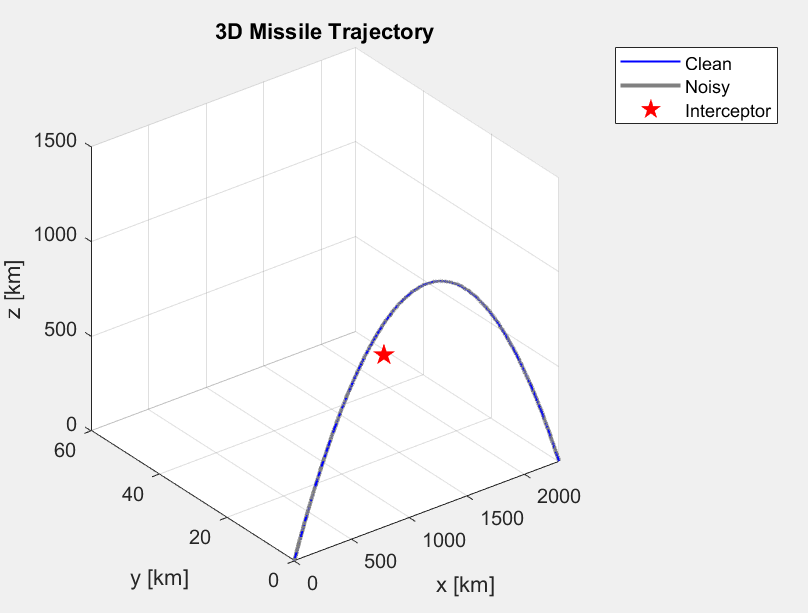 3D Missile Trajectory
Clean
Noisy
Interceptor
1500
1000
500
0
z [km]
60
40
20
0
y [km]
0
500
1000
1500
2000
x [km]